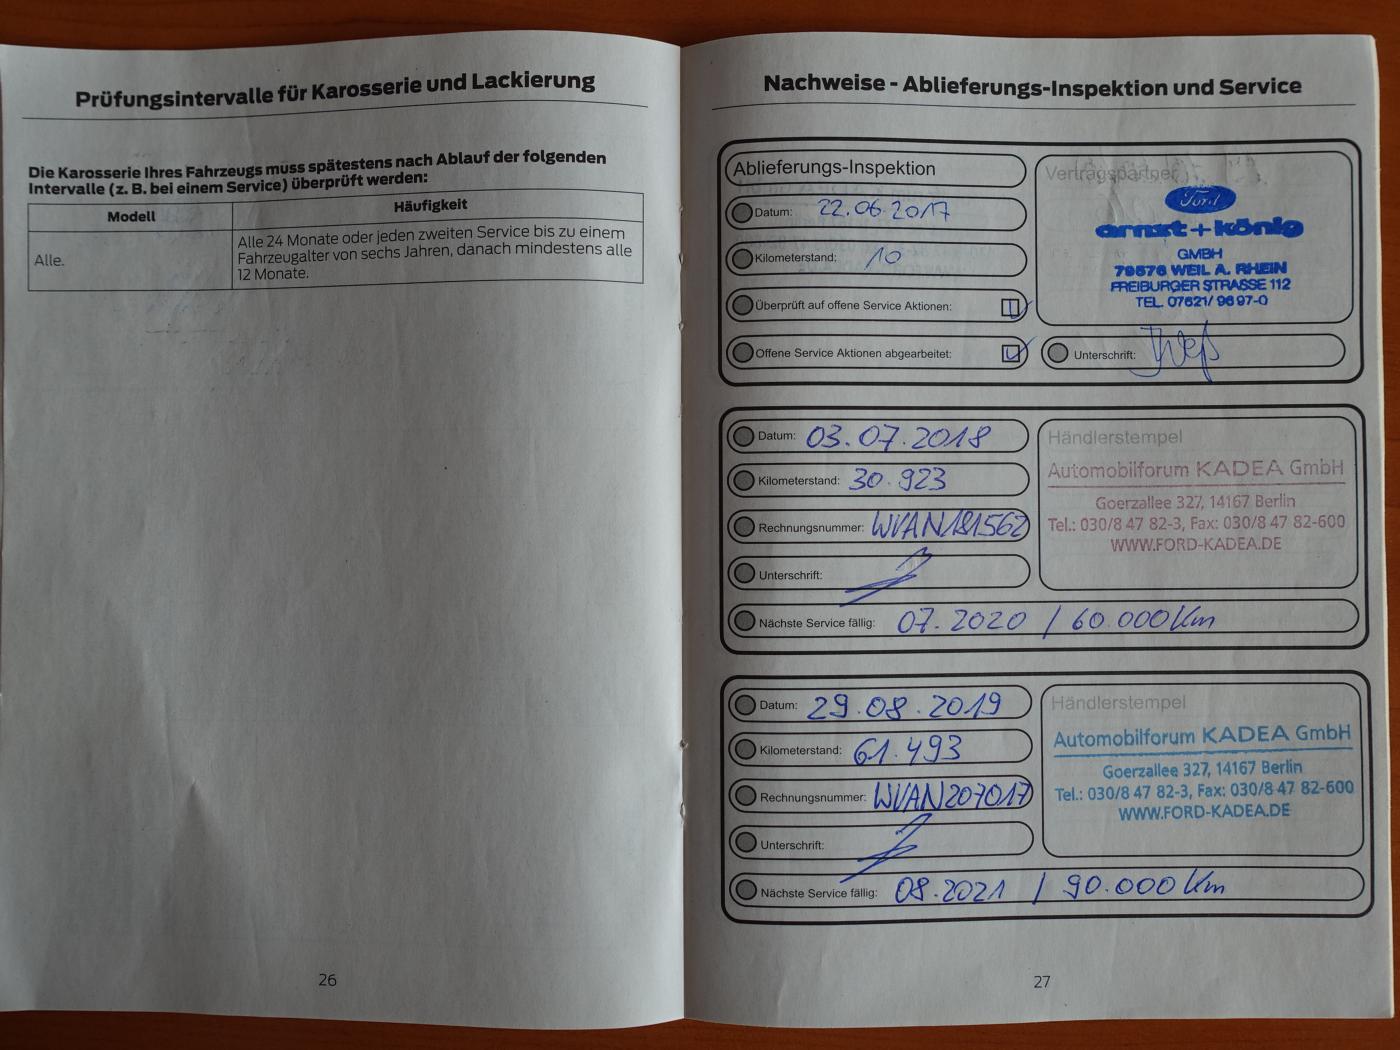 Prüfungsintervalle für Karosserie und Lackierung
Die Karosserie Ihres Fahrzeugs muss spätestens nach Ablauf der folgenden
Intervalle (z. B. bei einem Service) überprüft werden:
Modell
Häufigkeit
Alle.
Alle 24 Monate oder jeden zweiten Service bis zu einem
Fahrzeugalter von sechs Jahren, danach mindestens alle
12 Monate.
26
Nachweise - Ablieferungs-Inspektion und Service
Ablieferungs-Inspektion
Datum: 22.06.2017
Kilometerstand: 10
Überprüft auf offene Service Aktionen:
Offene Service Aktionen abgearbeitet:
Vertragspartner
Ford
arnzt + könig
GMBH
79576 WEIL A. RHEIN
FREIBURGER STRASSE 112
TEL. 07621/ 96 97-0
Unterschrift:
Datum: 03.07.2018
Kilometerstand: 30.923
Rechnungsnummer: WVAN181562
Unterschrift:
Nächste Service fällig: 07.2020 / 60.000 Km
Händlerstempel
Automobilforum KADEA GmbH
Goerzallee 327, 14167 Berlin
Tel.: 030/8 47 82-3, Fax: 030/8 47 82-600
WWW.FORD-KADEA.DE
Datum: 29.08.2019
Kilometerstand: 61.493
Rechnungsnummer: WVAN207017
Unterschrift:
Nächste Service fällig: 08.2021 / 90.000 Km
Händlerstempel
Automobilforum KADEA GmbH
Goerzallee 327, 14167 Berlin
Tel.: 030/8 47 82-3, Fax: 030/8 47 82-600
WWW.FORD-KADEA.DE
27